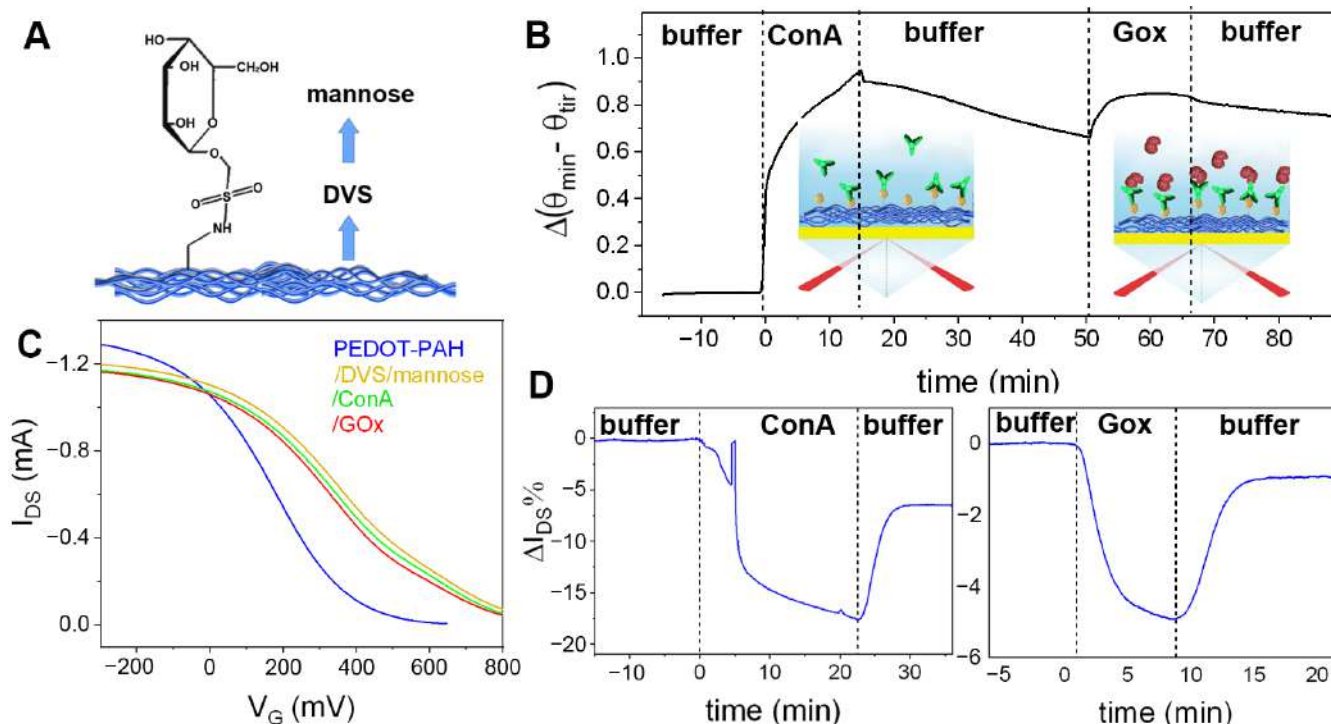 A
HO
OH
CH₂OH
HO
O
OH
O
O
S
O
NH
mannose
DVS
B
buffer
ConA
buffer
Gox
buffer
Δ(θmin- θtir)
1.0
0.8
0.6
0.4
0.2
0.0
−10
0
10
20
30
40
50
60
70
80
time (min)
C
PEDOT-PAH
/DVS/mannose
/ConA
/GOx
I_DS (mA)
−1.2
−0.8
−0.4
0.0
−200
0
200
400
600
800
V_G (mV)
D
buffer
ConA
buffer
ΔI_DS%
0
−5
−10
−15
−20
−10
0
10
20
30
time (min)
buffer
Gox
buffer
0
−2
−4
−6
−5
0
5
10
15
20
time (min)